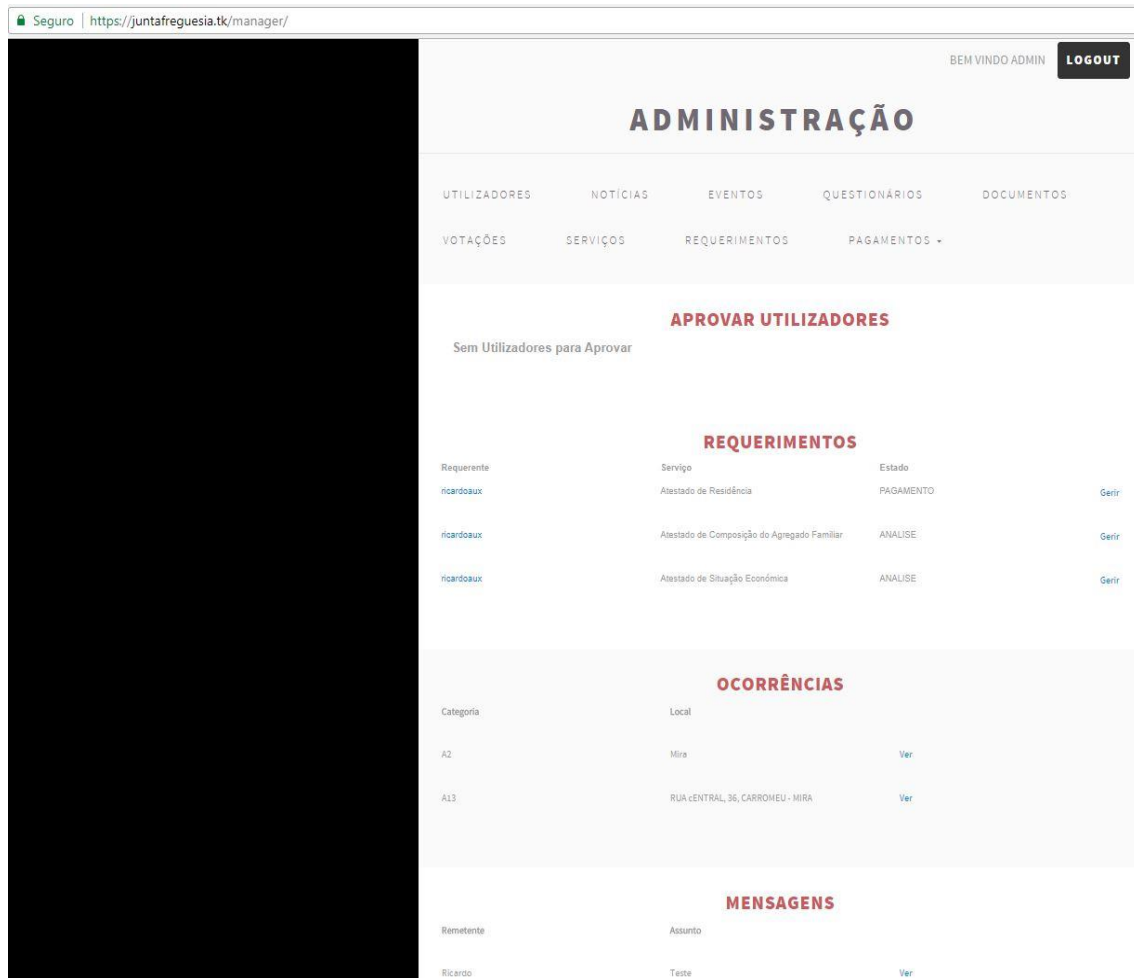 Seguro | https://juntafreguesia.tk/manager/
BEM VINDO ADMIN LOGOUT
ADMINISTRAÇÃO
UTILIZADORES NOTÍCIAS EVENTOS QUESTIONÁRIOS DOCUMENTOS
VOTAÇÕES SERVIÇOS REQUERIMENTOS PAGAMENTOS
APROVAR UTILIZADORES
Sem Utilizadores para Aprovar
REQUERIMENTOS
Requerente Serviço Estado
ricardoaux Atestado de Residência PAGAMENTO Gerir
ricardoaux Atestado de Composição do Agregado Familiar ANALISE Gerir
ricardoaux Atestado de Situação Económica ANALISE Gerir
OCORRÊNCIAS
Categoria Local
A2 Mira Ver
A13 RUA cENTRAL, 36, CARROMEU - MIRA Ver
MENSAGENS
Remetente Assunto
Ricardo Teste Ver